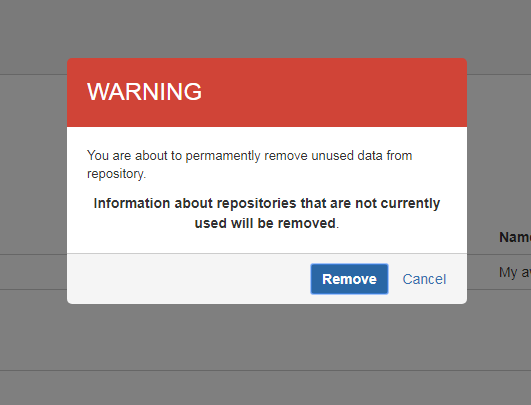 WARNING
You are about to permamently remove unused data from
repository.
Information about repositories that are not currently
used will be removed.
Remove Cancel
Nam
My a